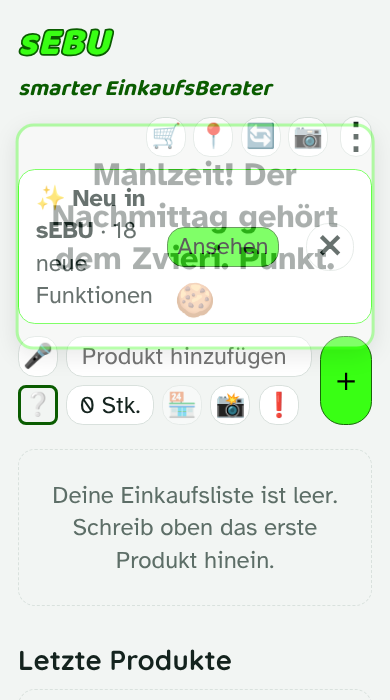 sEBU
smarter EinkaufsBerater
Mahlzeit! Der
Nachmittag gehört
dem Zvieri. Punkt.
✨ Neu in
sEBU · 18
neue
Funktionen
Ansehen
✕
Produkt hinzufügen
+
0 Stk.
Deine Einkaufsliste ist leer.
Schreib oben das erste
Produkt hinein.
Letzte Produkte